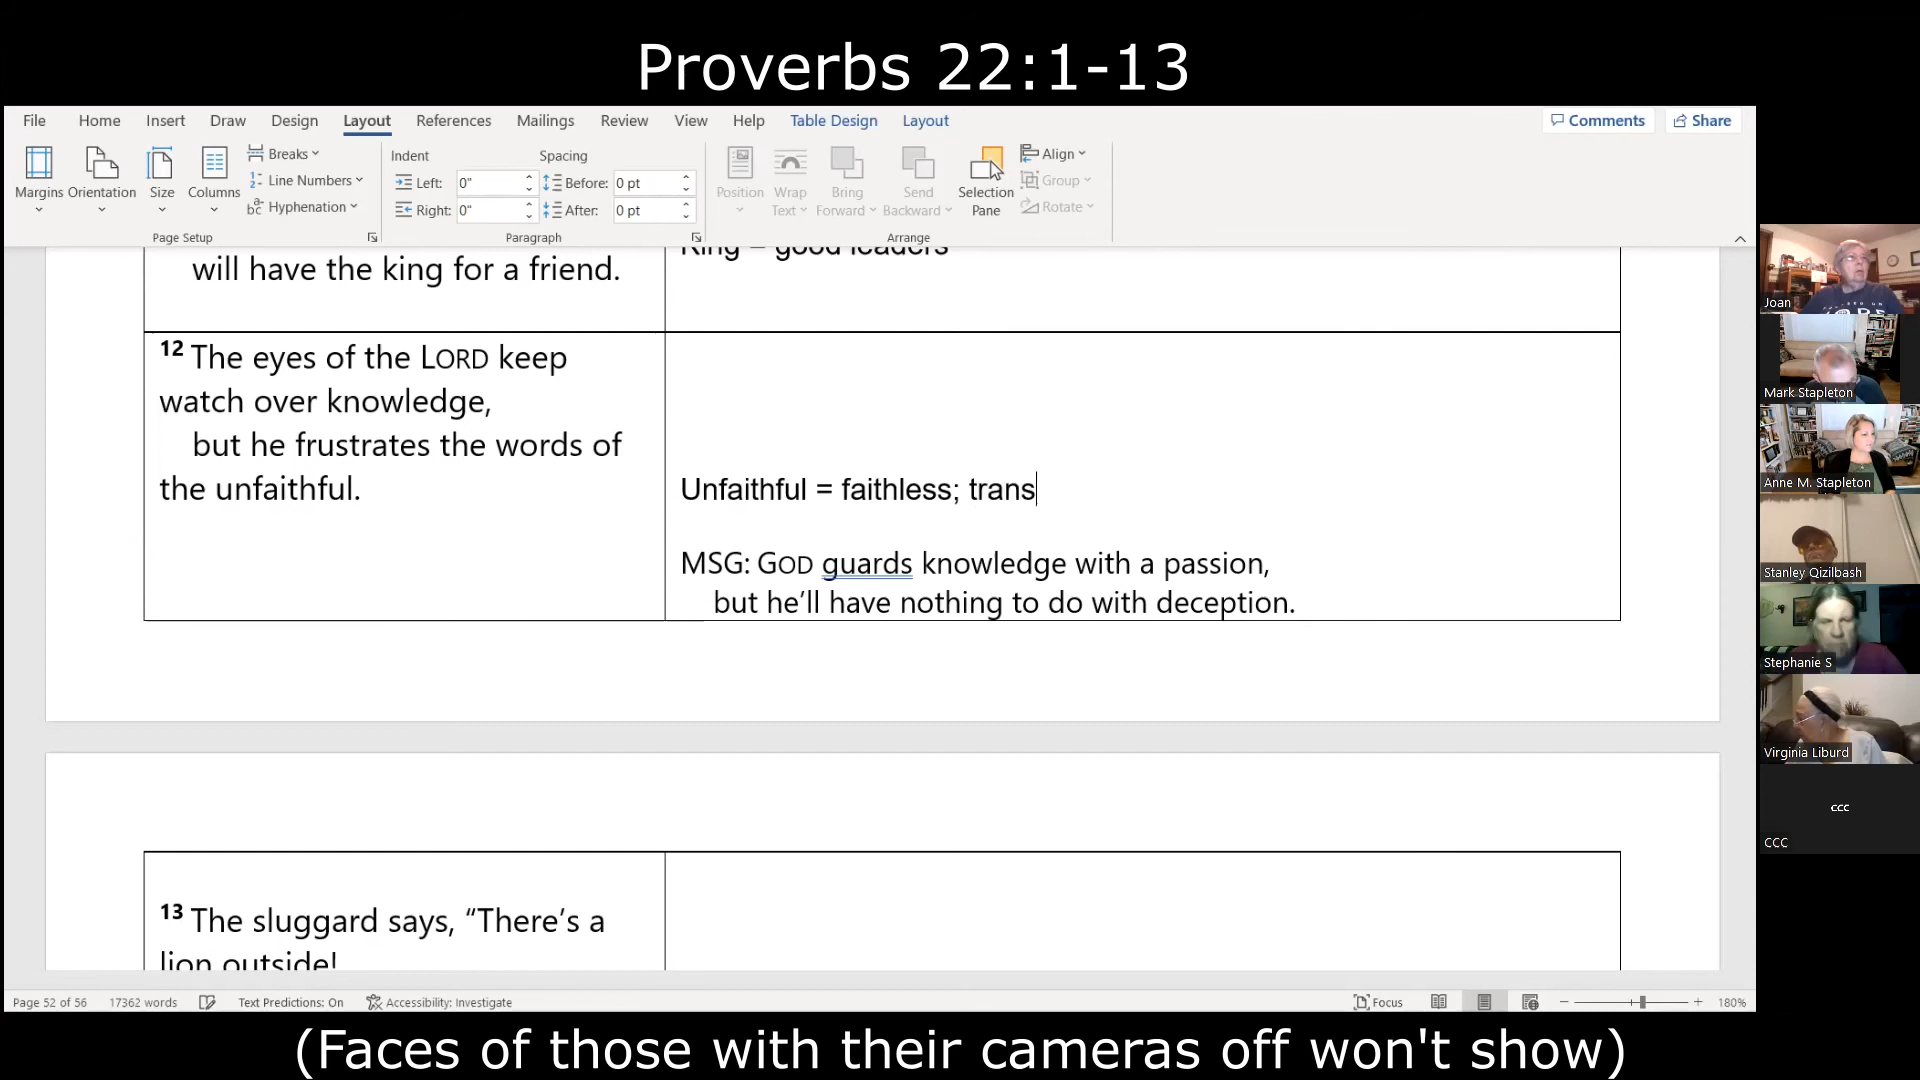 Proverbs 22:1-13
File Home Insert Draw Design Layout References Mailings Review View Help Table Design Layout Comments Share
Margins Orientation Size Columns
Breaks
Line Numbers
Hyphenation
Page Setup
Indent Spacing
Left: 0" Before: 0 pt
Right: 0" After: 0 pt
Paragraph
Position Wrap Text Bring Forward Send Backward Selection Pane
Align
Group
Rotate
Arrange
will have the king for a friend.
King = good leaders
12 The eyes of the LORD keep
watch over knowledge,
but he frustrates the words of
the unfaithful.
Unfaithful = faithless; trans
MSG: GOD guards knowledge with a passion,
but he’ll have nothing to do with deception.
13 The sluggard says, “There’s a
lion outside!
Page 52 of 56 17362 words Text Predictions: On Accessibility: Investigate Focus 180%
Joan
Mark Stapleton
Anne M. Stapleton
Stanley Qizilbash
Stephanie S
Virginia Liburd
CCC
CCC
(Faces of those with their cameras off won't show)